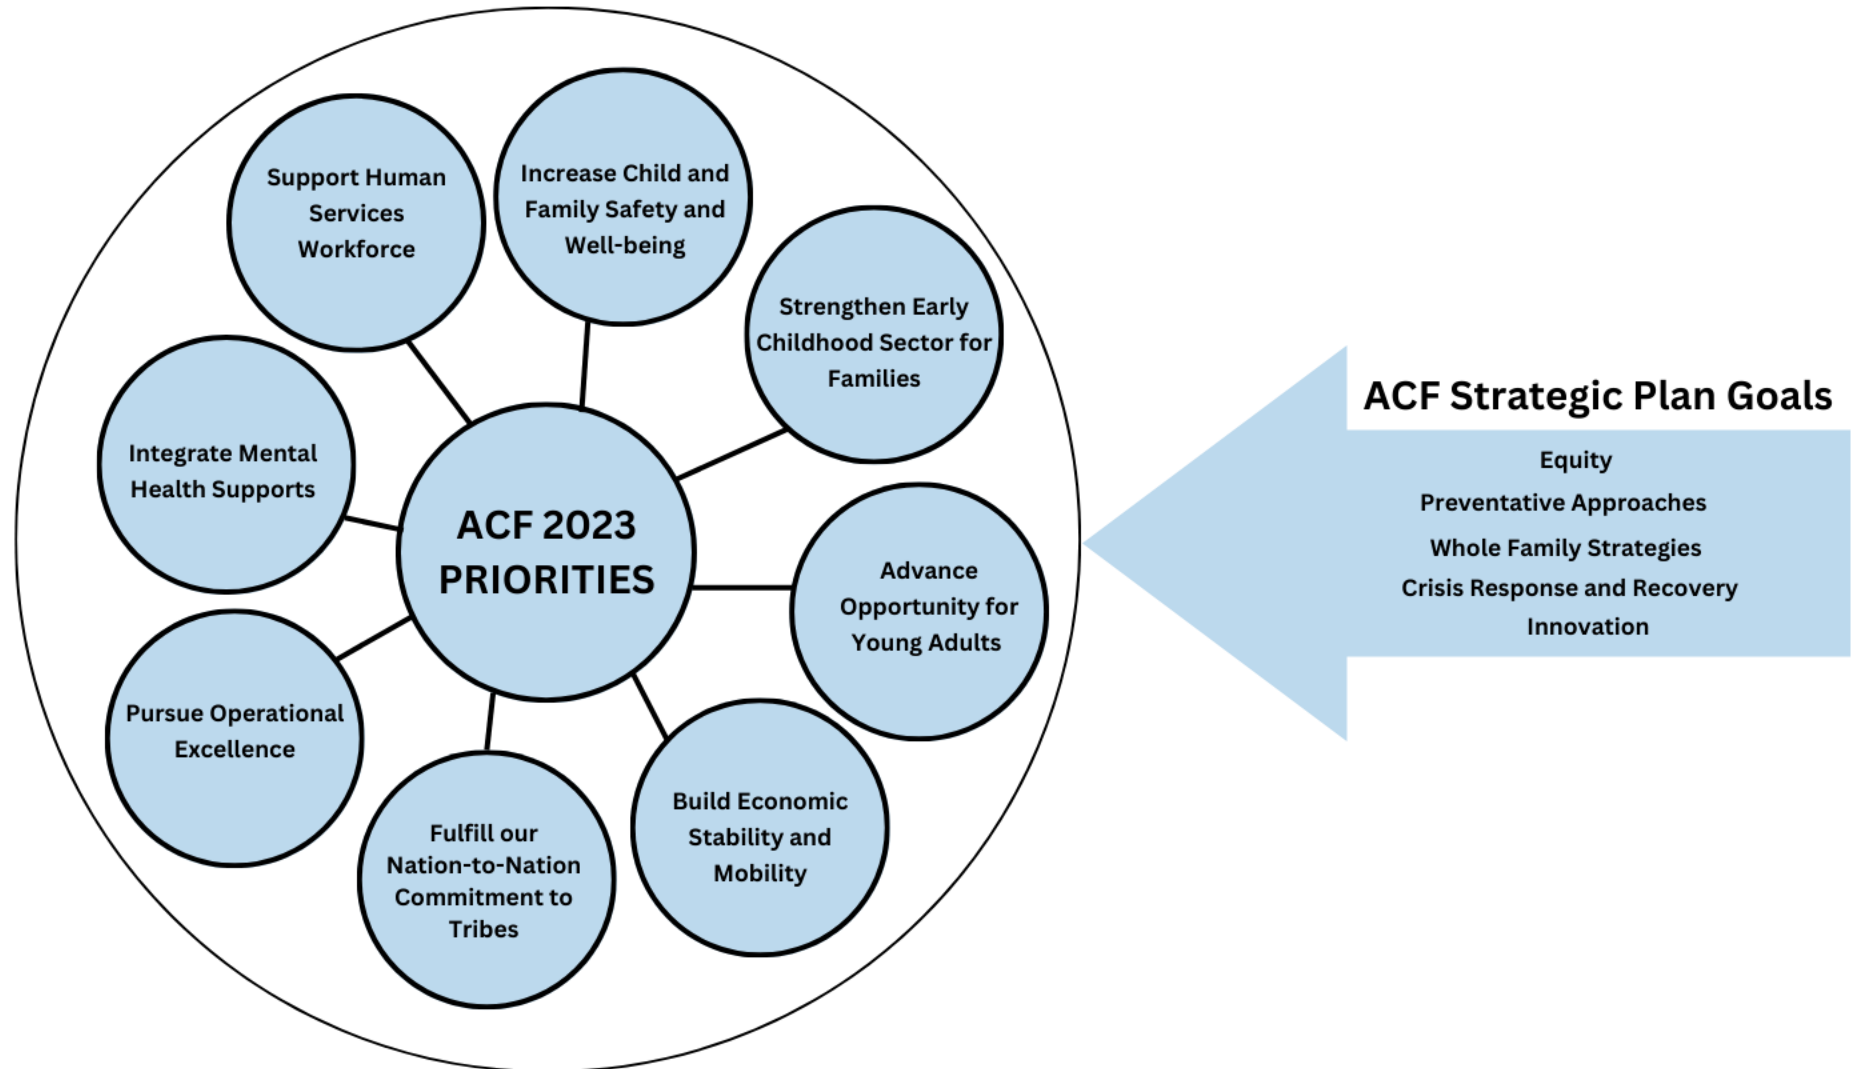 Support Human
Services
Workforce
Increase Child and
Family Safety and
Well-being
Strengthen Early
Childhood Sector for
Families
Integrate Mental
Health Supports
ACF 2023
PRIORITIES
Advance
Opportunity for
Young Adults
Pursue Operational
Excellence
Fulfill our
Nation-to-Nation
Commitment to
Tribes
Build Economic
Stability and
Mobility
ACF Strategic Plan Goals
Equity
Preventative Approaches
Whole Family Strategies
Crisis Response and Recovery
Innovation